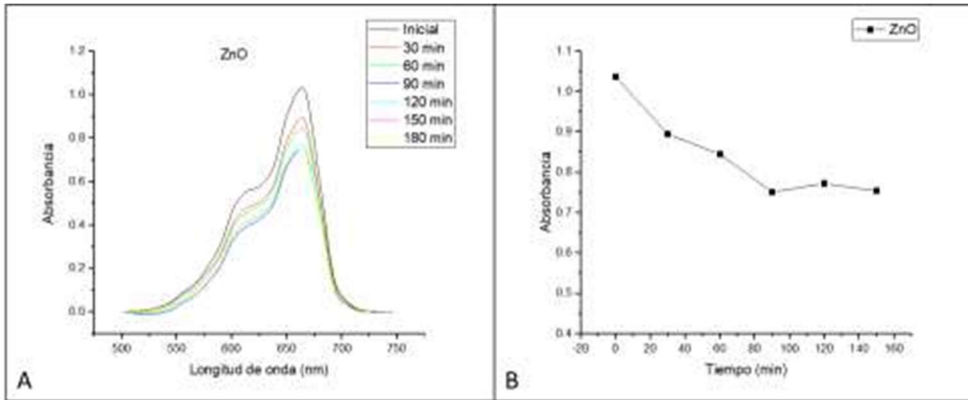 ZnO
Inicial
30 min
60 min
90 min
120 min
150 min
180 min
1.2
1.0
0.8
0.6
0.4
0.2
0.0
Absorbancia
500
550
600
650
700
750
Longitud de onda (nm)
A
ZnO
1.1
1.0
0.9
0.8
0.7
0.6
0.5
0.4
Absorbancia
-20
0
20
40
60
80
100
120
140
160
Tiempo (min)
B